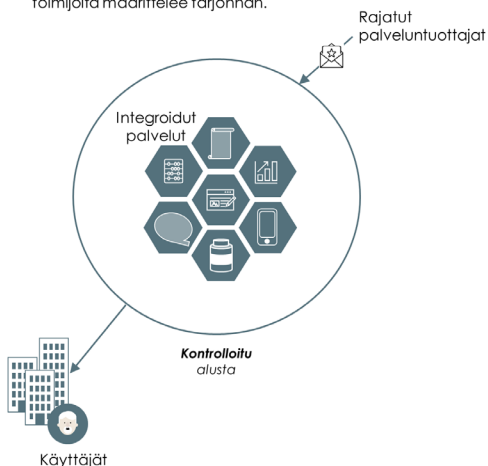 toimijoita määrittelee tarjonnan.
Rajatut
palveluntuottajat
Integroidut
palvelut
Kontrolloitu
alusta
Käyttäjät